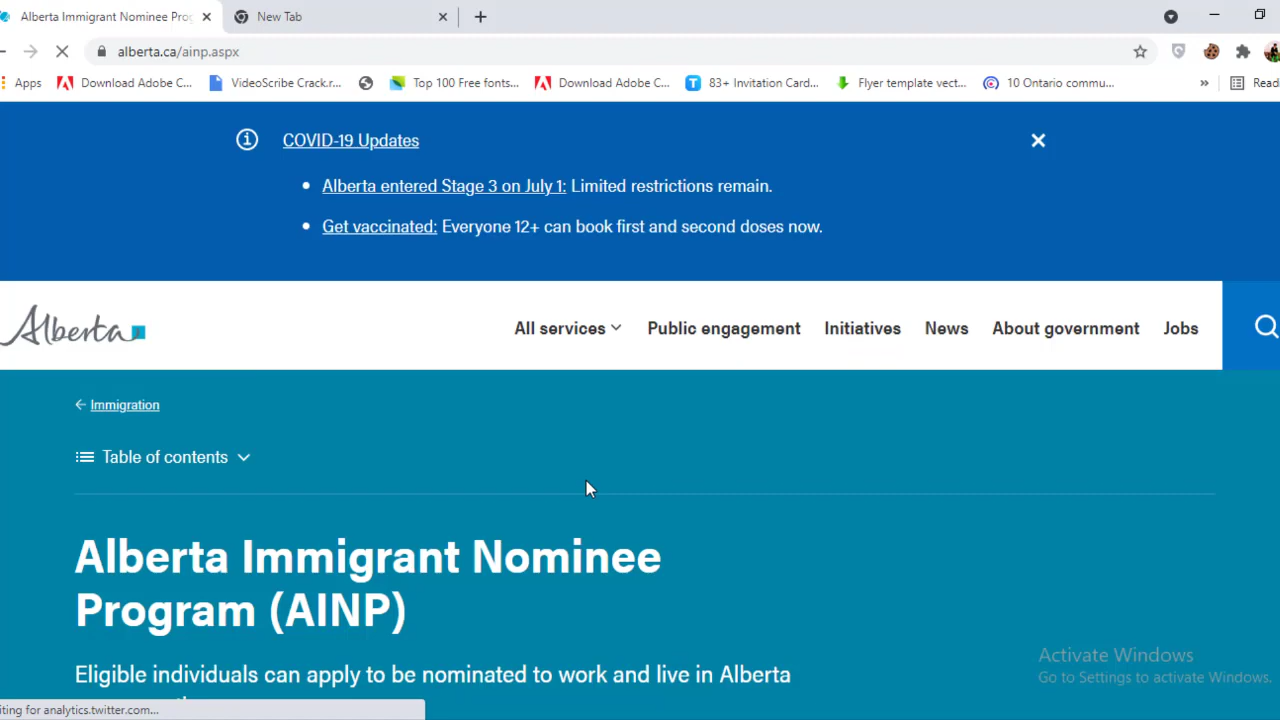 Alberta Immigrant Nominee Prog
New Tab
alberta.ca/ainp.aspx
Apps
Download Adobe C...
VideoScribe Crack.r...
Top 100 Free fonts...
Download Adobe C...
83+ Invitation Card...
Flyer template vect...
10 Ontario commu...
»
Read
COVID-19 Updates
• Alberta entered Stage 3 on July 1: Limited restrictions remain.
• Get vaccinated: Everyone 12+ can book first and second doses now.
Alberta
All services
Public engagement
Initiatives
News
About government
Jobs
Immigration
Table of contents
Alberta Immigrant Nominee
Program (AINP)
Eligible individuals can apply to be nominated to work and live in Alberta
Activate Windows
Go to Settings to activate Windows.
iting for analytics.twitter.com...